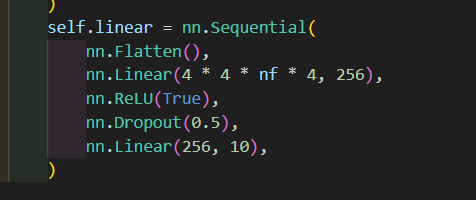 )
self.linear = nn.Sequential(
nn.Flatten(),
nn.Linear(4 * 4 * nf * 4, 256),
nn.ReLU(True),
nn.Dropout(0.5),
nn.Linear(256, 10),
)